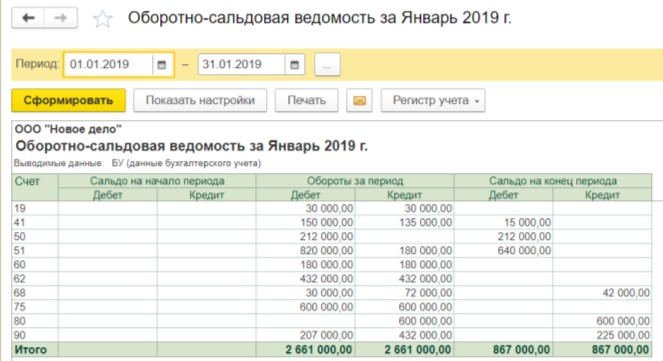 Оборотно-сальдовая ведомость за Январь 2019 г.
Период: 01.01.2019 – 31.01.2019 ...
Сформировать Показать настройки Печать Регистр учета
ООО "Новое дело"
Оборотно-сальдовая ведомость за Январь 2019 г.
Выводимые данные: БУ (данные бухгалтерского учета)
Счет Сальдо на начало периода Обороты за период Сальдо на конец периода
Дебет Кредит Дебет Кредит Дебет Кредит
19 30 000,00 30 000,00
41 150 000,00 135 000,00 15 000,00
50 212 000,00 212 000,00
51 820 000,00 180 000,00 640 000,00
60 180 000,00 180 000,00
62 432 000,00 432 000,00
68 30 000,00 72 000,00 42 000,00
75 600 000,00 600 000,00
80 600 000,00 600 000,00
90 207 000,00 432 000,00 225 000,00
Итого 2 661 000,00 2 661 000,00 867 000,00 867 000,00